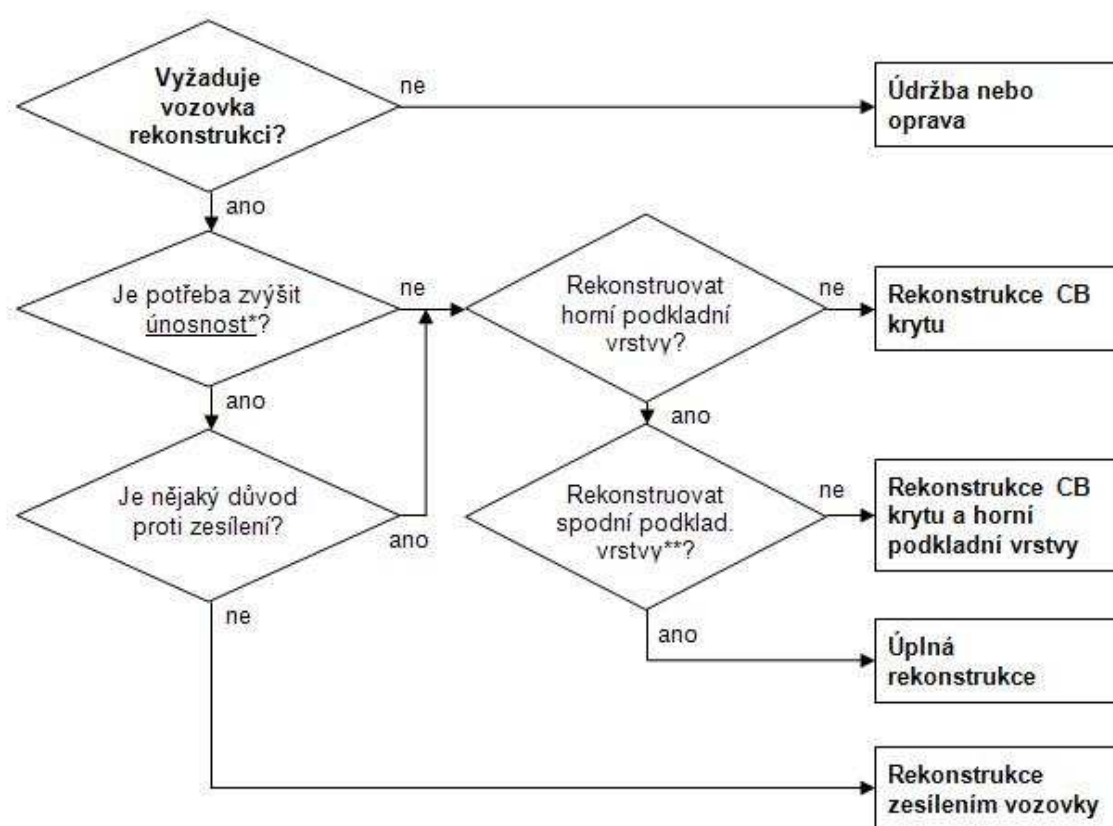 Vyžaduje
vozovka
rekonstrukci?
ne
Údržba nebo
oprava
ano
Je potřeba zvýšit
únosnost*?
ne
Rekonstruovat
horní podkladní
vrstvy?
ne
Rekonstrukce CB
krytu
ano
ano
Je nějaký důvod
proti zesílení?
ano
Rekonstruovat
spodní podklad.
vrstvy**?
ne
Rekonstrukce CB
krytu a horní
podkladní vrstvy
ne
ano
Úplná
rekonstrukce
Rekonstrukce
zesílením vozovky